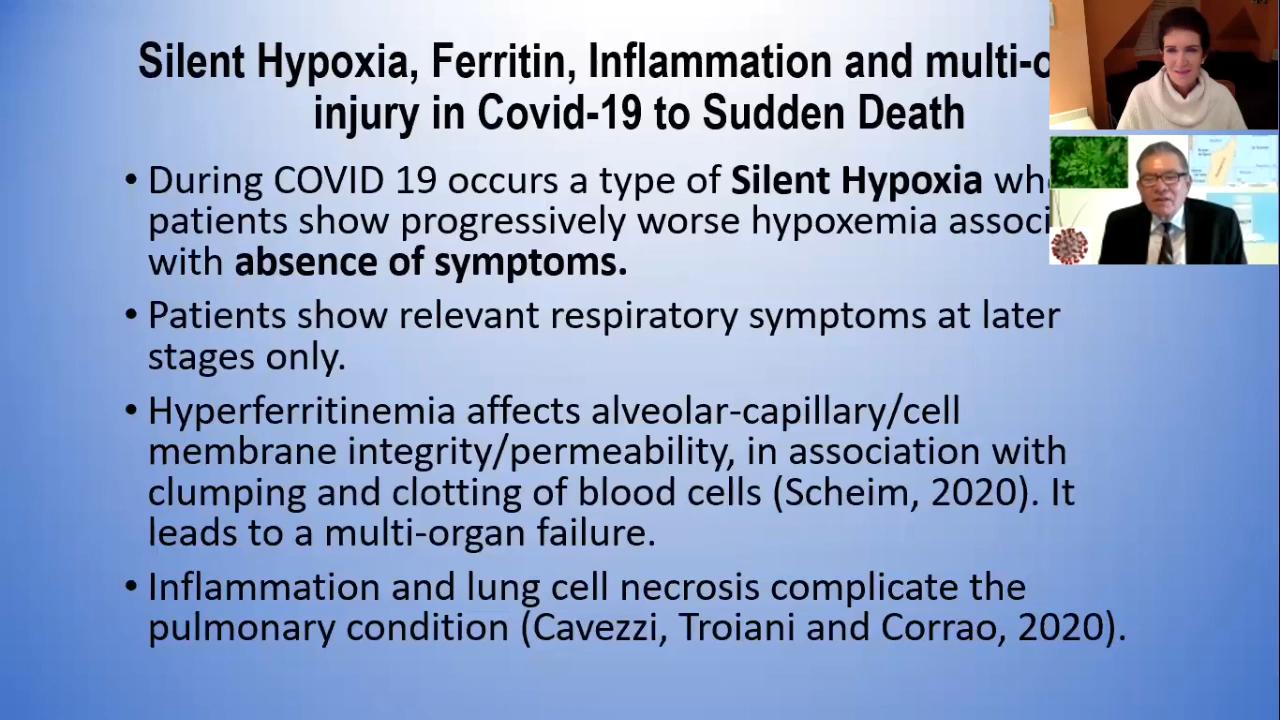 Silent Hypoxia, Ferritin, Inflammation and
injury in Covid-19 to Sudden Death
• During COVID 19 occurs a type of Silent Hypoxia
patients show progressively worse hypoxemia
with absence of symptoms.
• Patients show relevant respiratory symptoms at later
stages only.
• Hyperferritinemia affects alveolar-capillary/cell
membrane integrity/permeability, in association with
clumping and clotting of blood cells (Scheim, 2020). It
leads to a multi-organ failure.
• Inflammation and lung cell necrosis complicate the
pulmonary condition (Cavezzi, Troiani and Corrao, 2020).